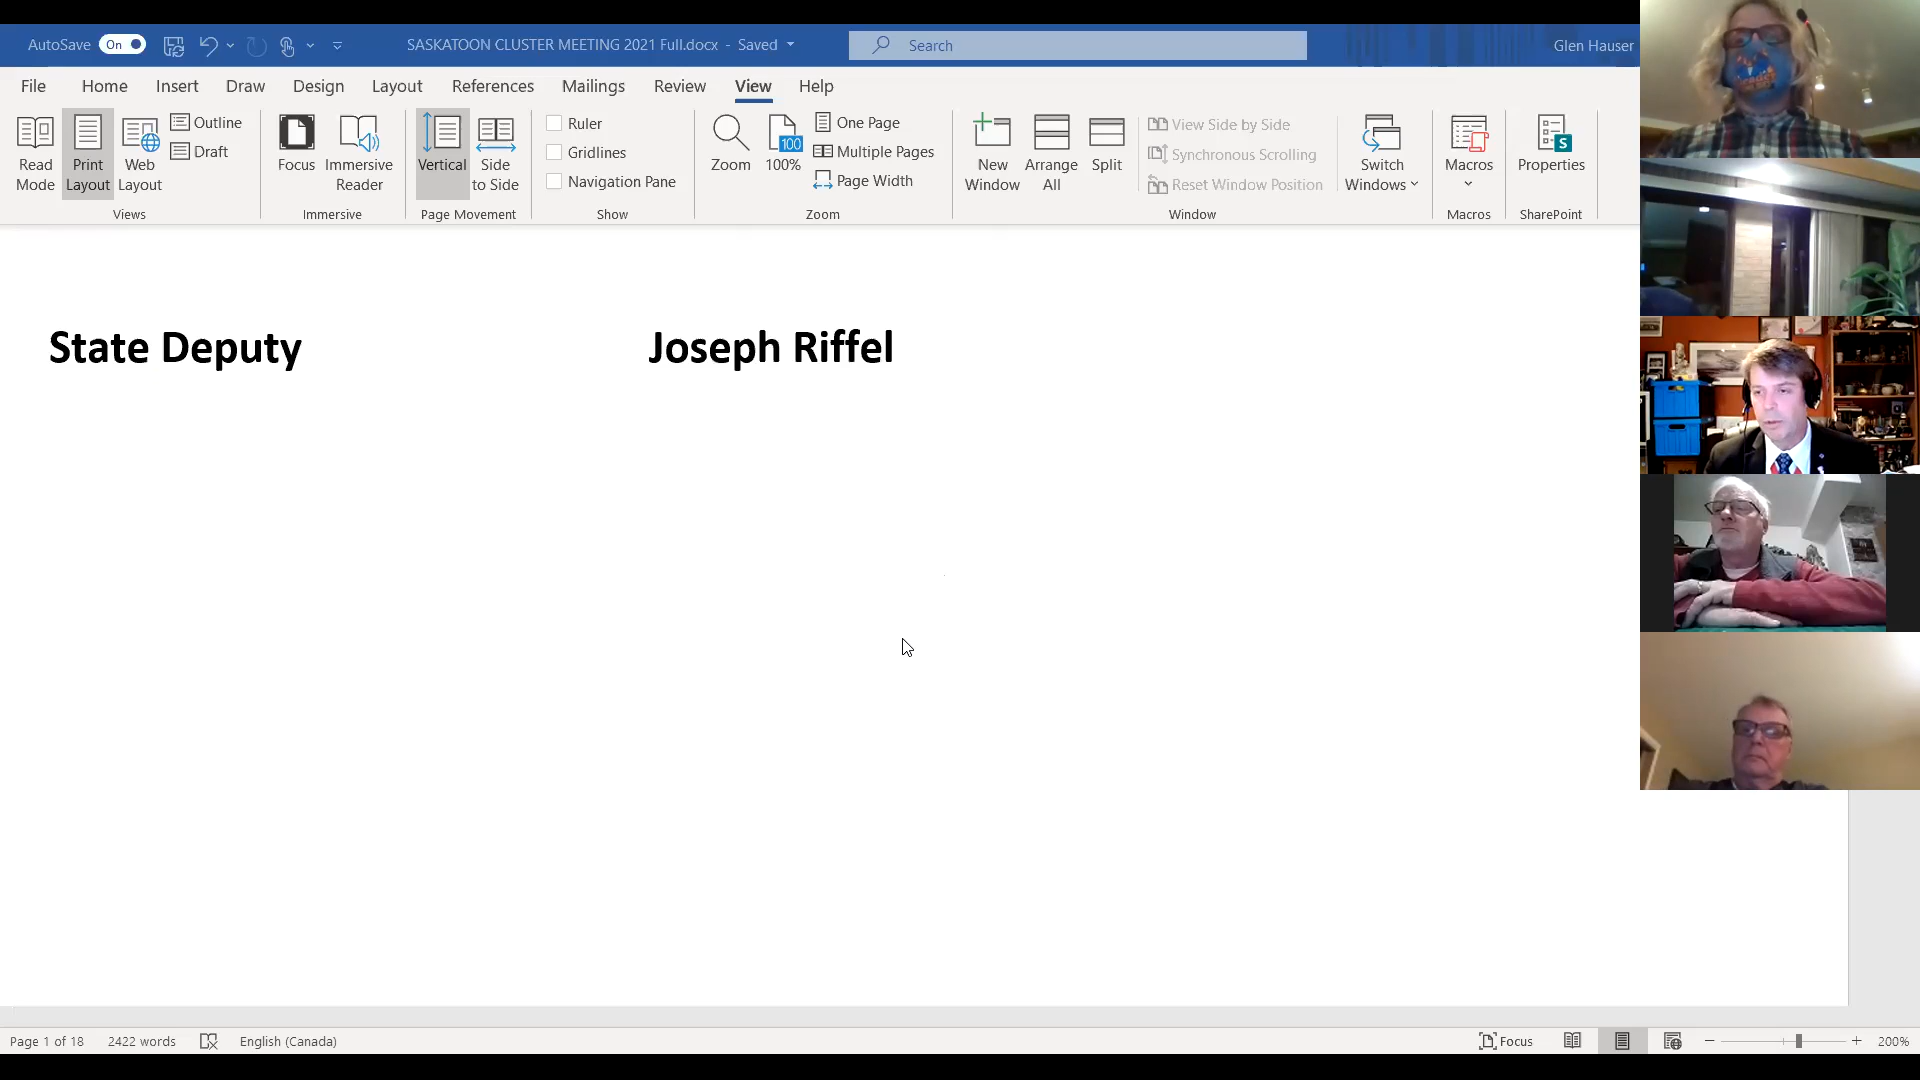 AutoSave On SASKATOON CLUSTER MEETING 2021 Full.docx - Saved Search Glen Hauser
File Home Insert Draw Design Layout References Mailings Review View Help
Read Mode
Print Layout
Web Layout
Outline
Draft
Views
Focus
Immersive Reader
Immersive
Vertical
Side to Side
Page Movement
Ruler
Gridlines
Navigation Pane
Show
Zoom
100
100%
One Page
Multiple Pages
Page Width
Zoom
New Window
Arrange All
Split
View Side by Side
Synchronous Scrolling
Reset Window Position
Switch Windows
Window
Macros
Macros
S
Properties
SharePoint
State Deputy Joseph Riffel
Page 1 of 18 2422 words English (Canada) Focus 200%